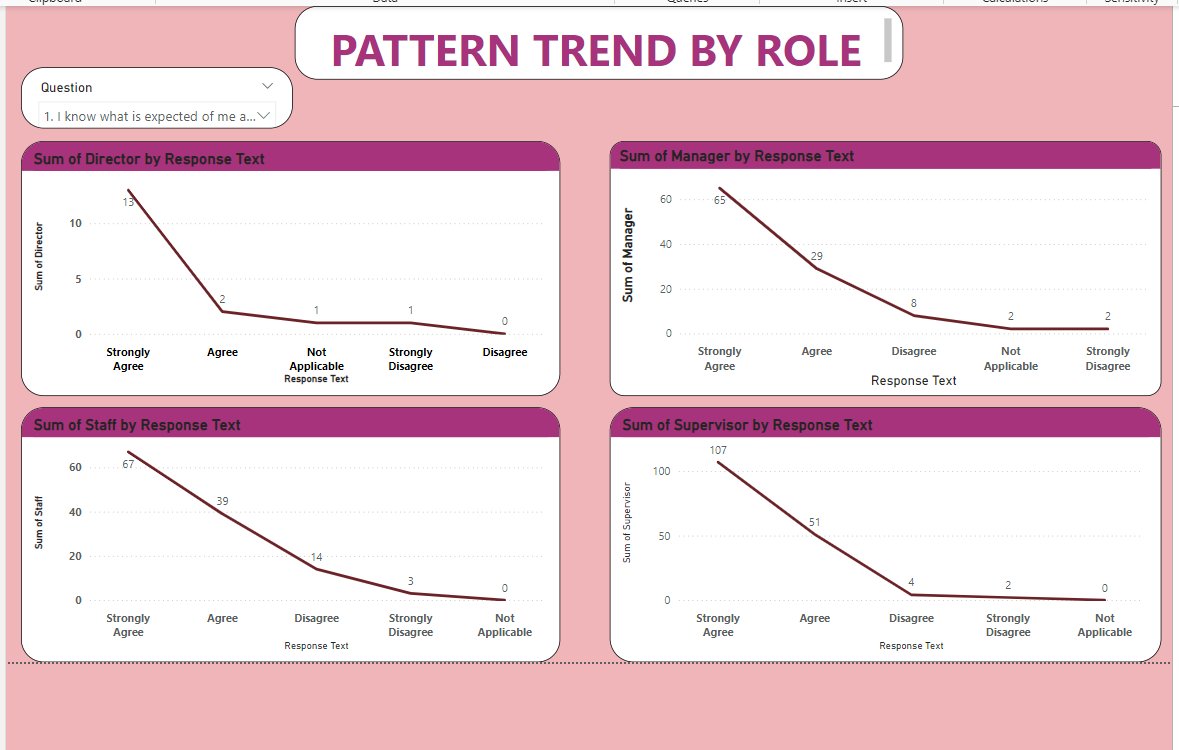 Clipboard Data Queries Insert Calculations Sensitivity
PATTERN TREND BY ROLE
Question
1. I know what is expected of me a...
Sum of Director by Response Text
Sum of Director
10
5
0
13
2
1
1
0
Strongly Agree
Agree
Not Applicable
Strongly Disagree
Disagree
Response Text
Sum of Manager by Response Text
Sum of Manager
60
40
20
0
65
29
8
2
2
Strongly Agree
Agree
Disagree
Not Applicable
Strongly Disagree
Response Text
Sum of Staff by Response Text
Sum of Staff
60
40
20
0
67
39
14
3
0
Strongly Agree
Agree
Disagree
Strongly Disagree
Not Applicable
Response Text
Sum of Supervisor by Response Text
Sum of Supervisor
100
50
0
107
51
4
2
0
Strongly Agree
Agree
Disagree
Strongly Disagree
Not Applicable
Response Text